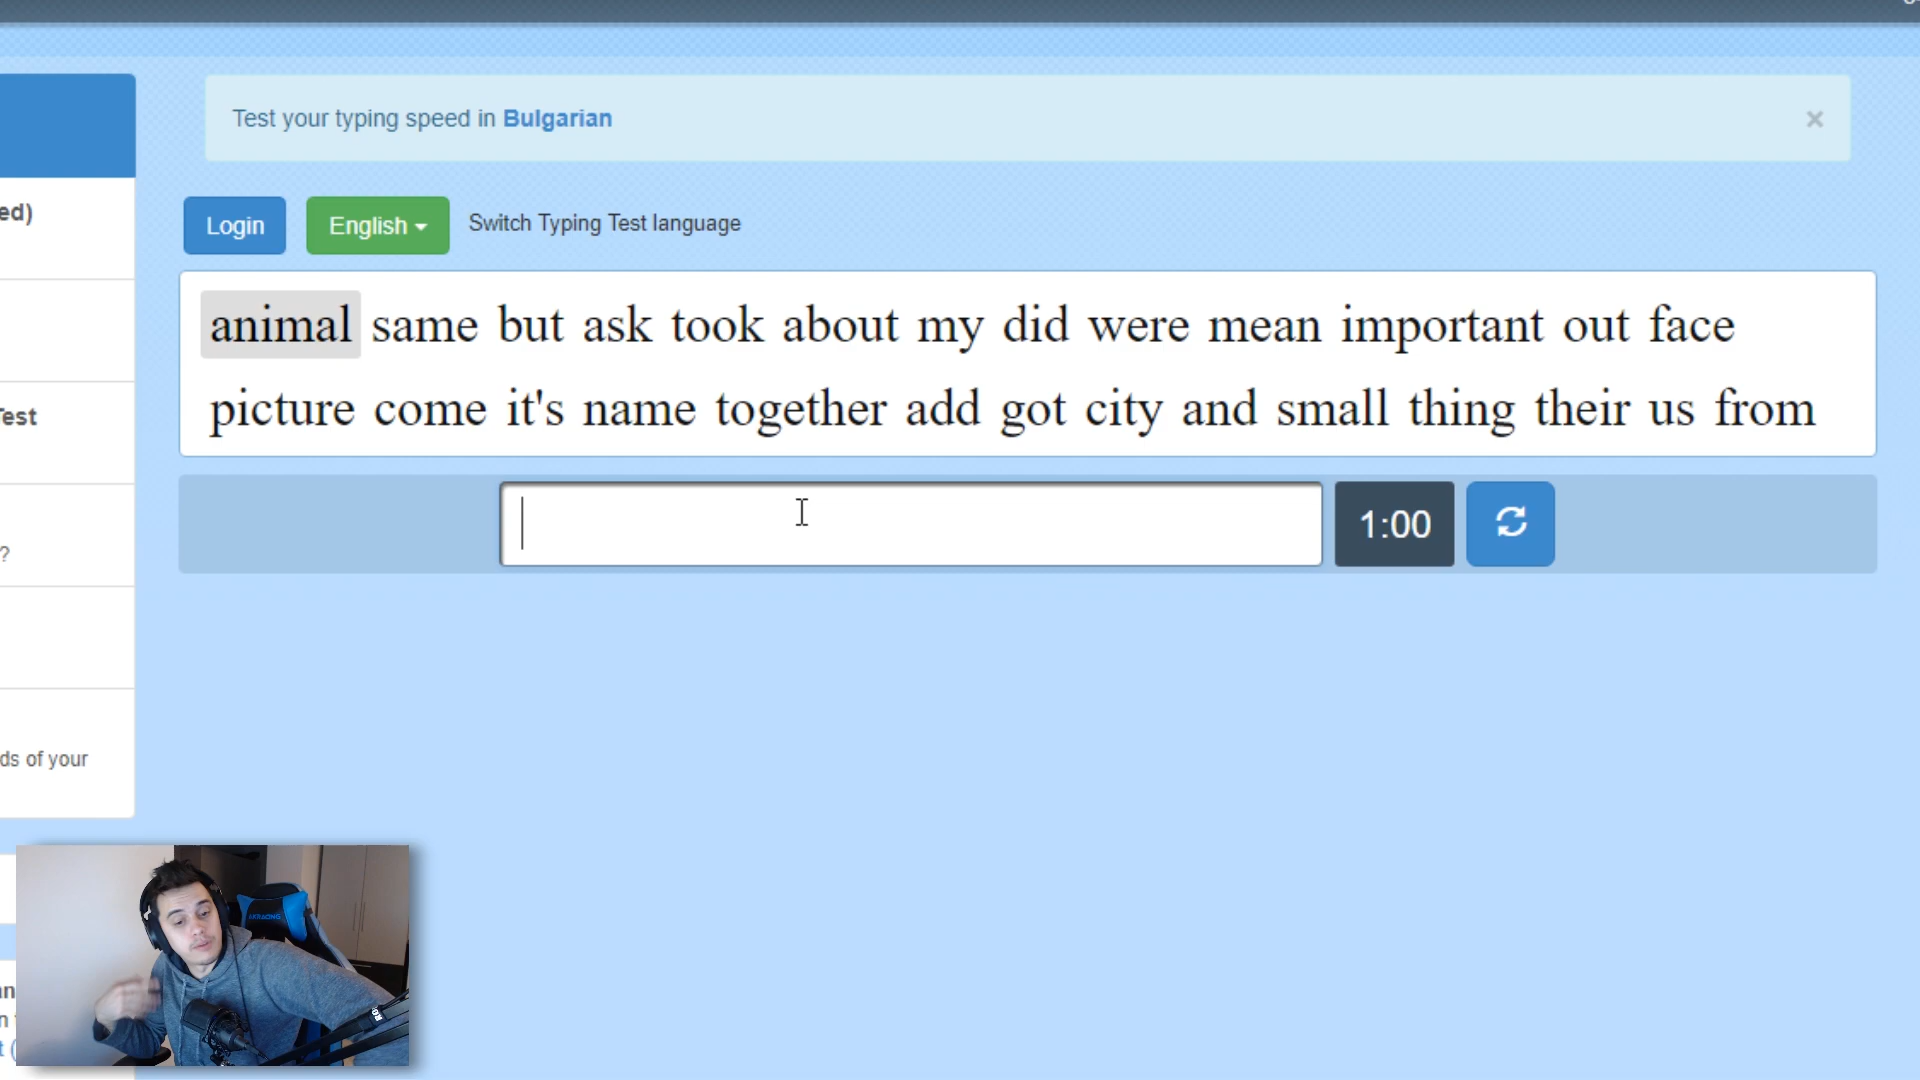 Test your typing speed in Bulgarian ×
Login English Switch Typing Test language
ed)
animal same but ask took about my did were mean important out face
picture come it's name together add got city and small thing their us from
Test
1:00
?
ds of your
an
n
t (